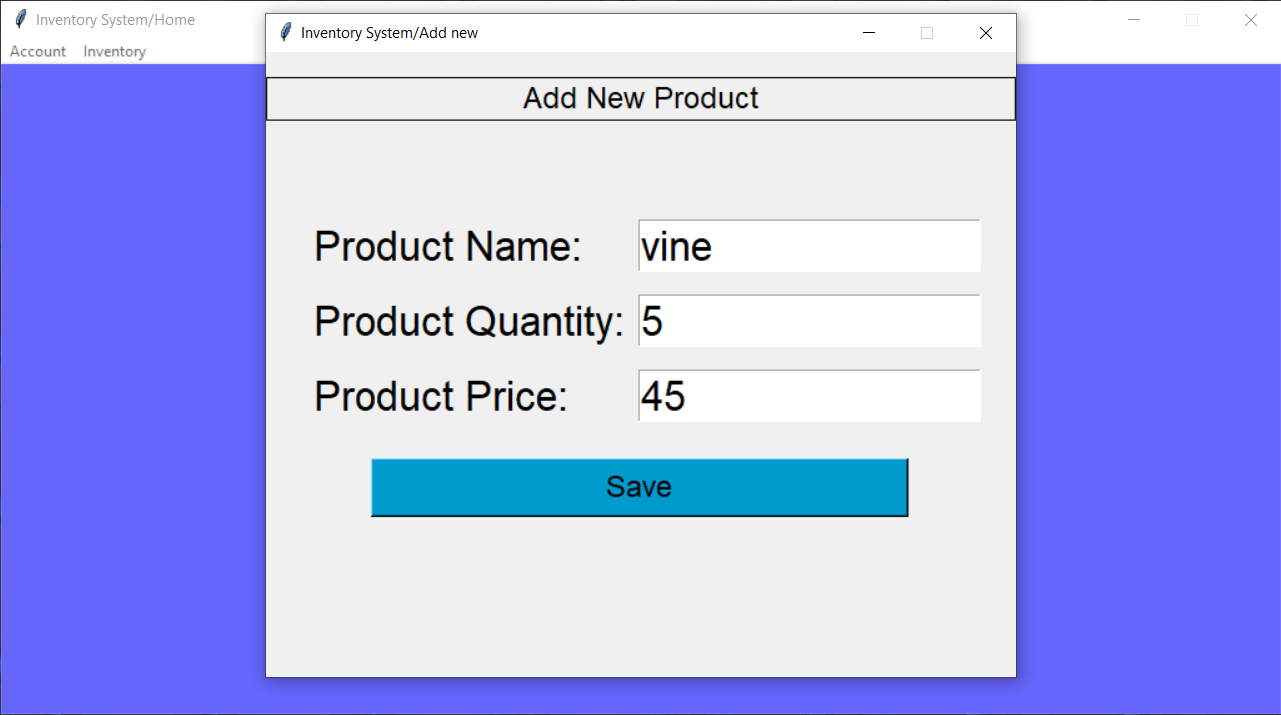 Inventory System/Home
Account Inventory
Inventory System/Add new
Add New Product
Product Name: vine
Product Quantity: 5
Product Price: 45
Save